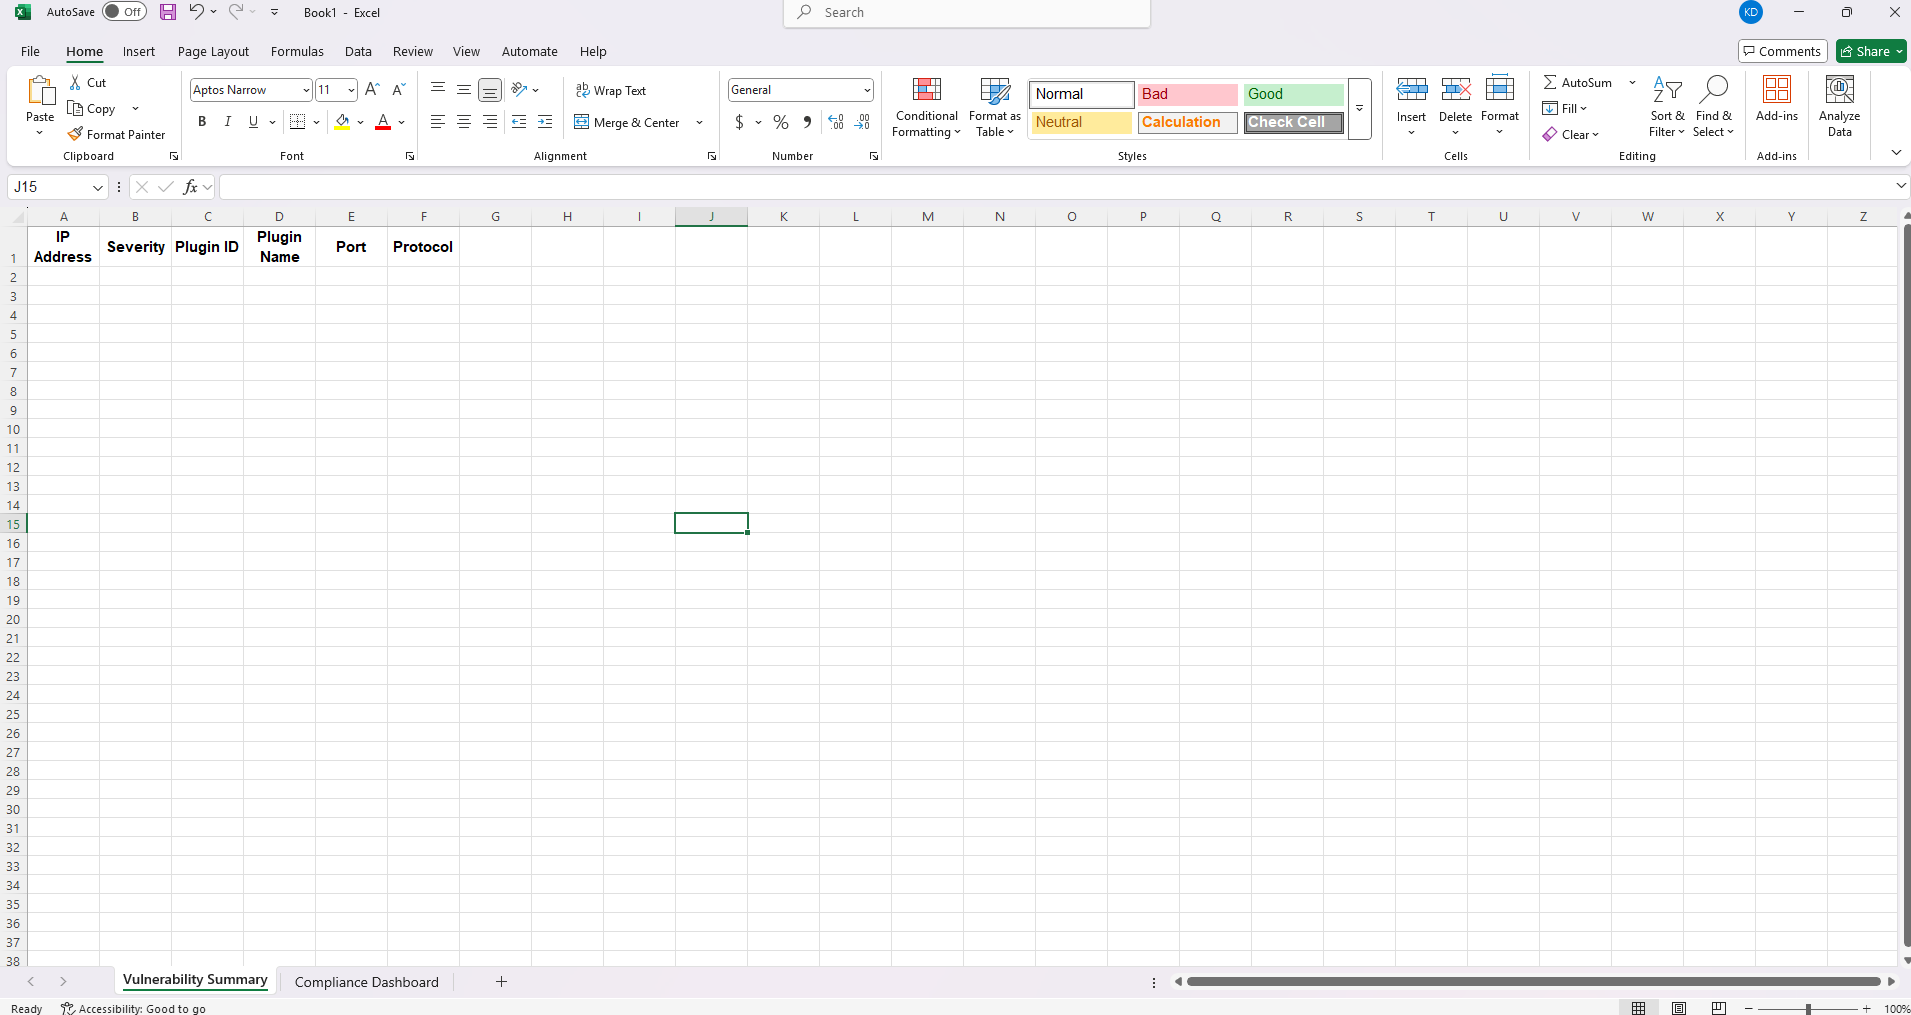 AutoSave Off Book1 - Excel Search KD
File Home Insert Page Layout Formulas Data Review View Automate Help Comments Share
Paste Cut Copy Format Painter Clipboard
Aptos Narrow 11 B I U A Font
Wrap Text Merge & Center Alignment
General $ % Number
Conditional Formatting Format as Table Normal Bad Good Neutral Calculation Check Cell Styles
Insert Delete Format Cells
AutoSum Fill Clear Sort & Filter Find & Select Editing
Add-ins Add-ins
Analyze Data
J15 fx
A B C D E F G H I J K L M N O P Q R S T U V W X Y Z
1 IP Address Severity Plugin ID Plugin Name Port Protocol
2
3
4
5
6
7
8
9
10
11
12
13
14
15
16
17
18
19
20
21
22
23
24
25
26
27
28
29
30
31
32
33
34
35
36
37
38
Vulnerability Summary Compliance Dashboard
Ready Accessibility: Good to go 100%